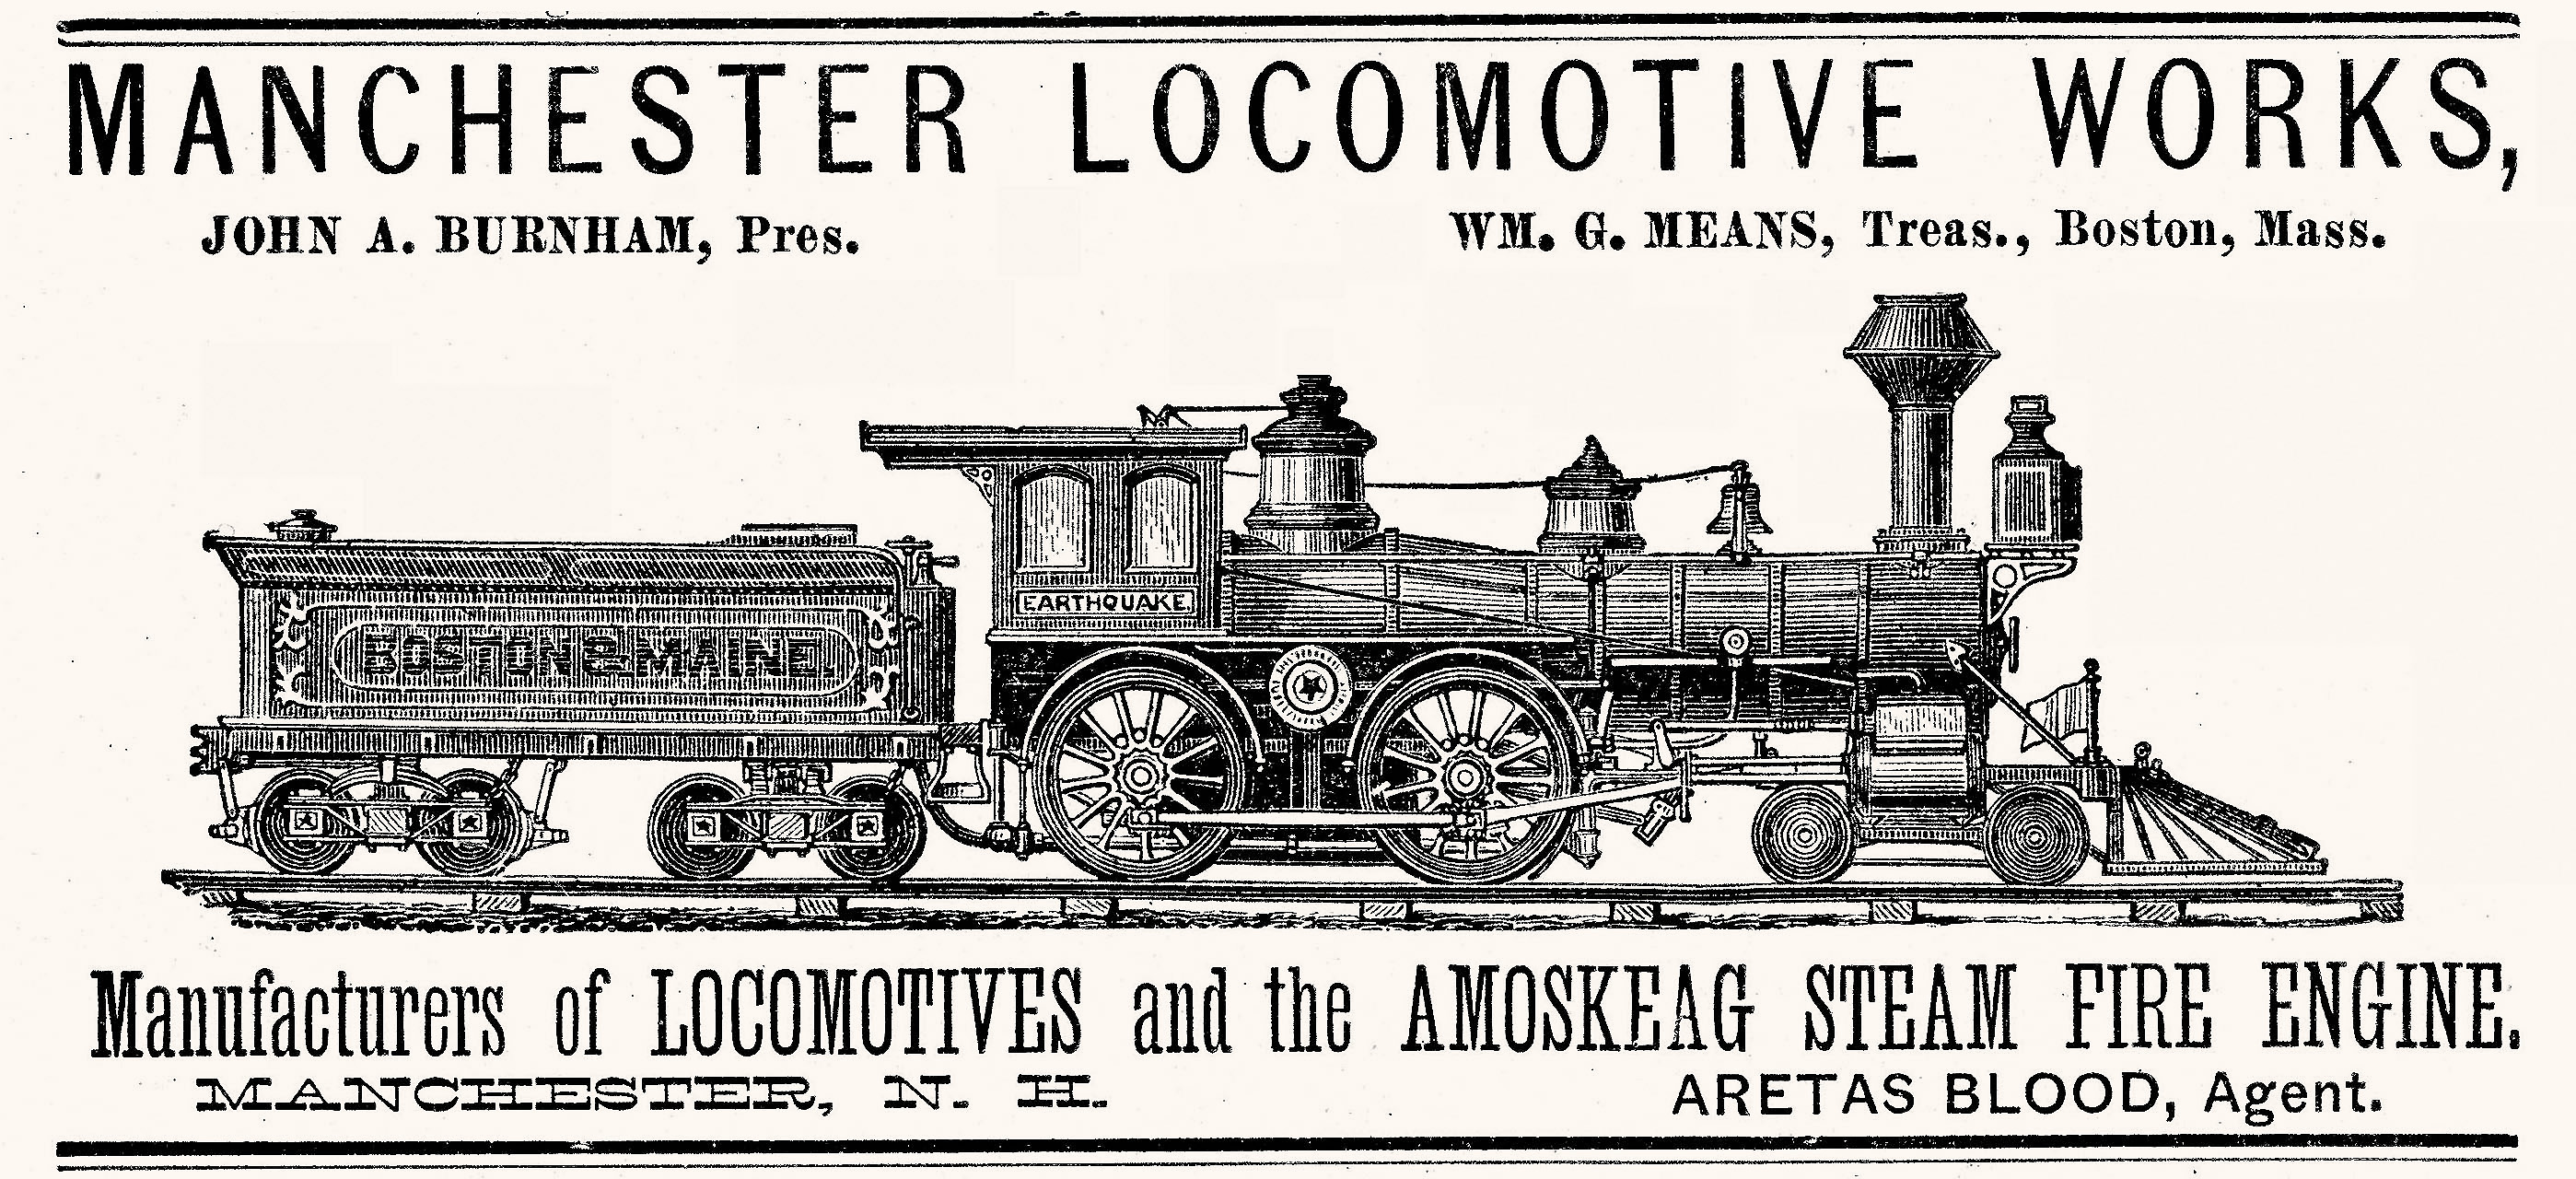 MANCHESTER LOCOMOTIVE WORKS,
JOHN A. BURNHAM, Pres. WM. G. MEANS, Treas., Boston, Mass.
EARTHQUAKE
BOSTON & MAINE
Manufacturers of LOCOMOTIVES and the AMOSKEAG STEAM FIRE ENGINE.
MANCHESTER, N. H. ARETAS BLOOD, Agent.